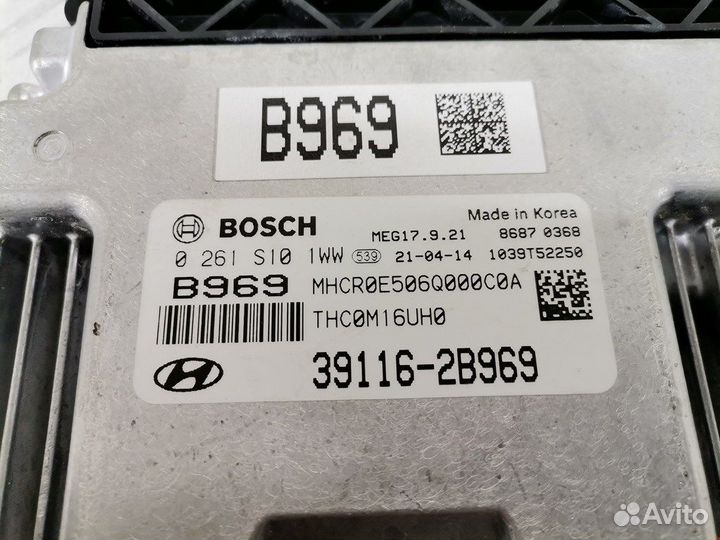 B969
BOSCH
Made in Korea
MEG17.9.21 8687 0368
0 261 S10 1WW 539 21-04-14 1039T52250
B969 MHCR0E506Q000C0A
THC0M16UH0
39116-2B969
Avito